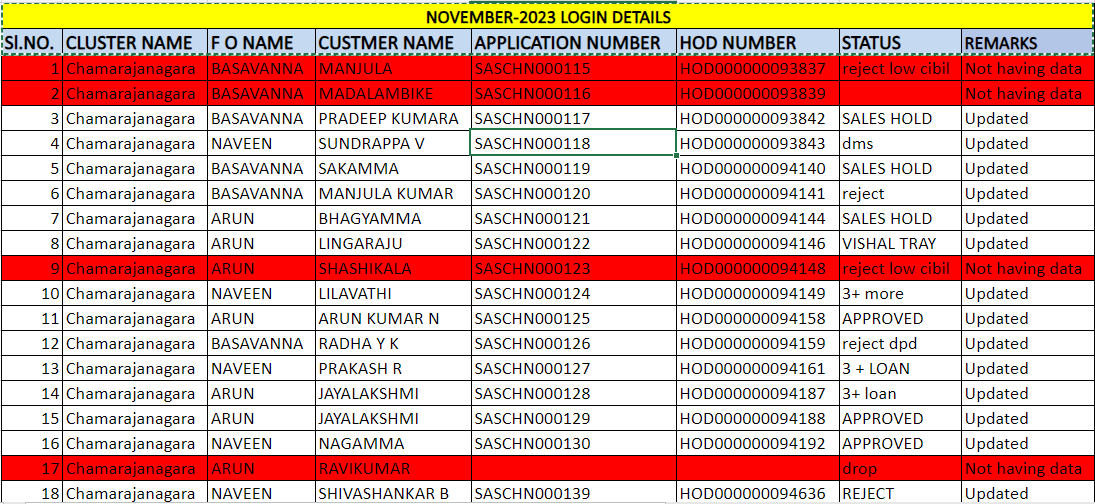 NOVEMBER-2023 LOGIN DETAILS
Sl.NO. CLUSTER NAME F O NAME CUSTMER NAME APPLICATION NUMBER HOD NUMBER STATUS REMARKS
1 Chamarajanagara BASAVANNA MANJULA SASCHN000115 HOD000000093837 reject low cibil Not having data
2 Chamarajanagara BASAVANNA MADALAMBIKE SASCHN000116 HOD000000093839 Not having data
3 Chamarajanagara BASAVANNA PRADEEP KUMARA SASCHN000117 HOD000000093842 SALES HOLD Updated
4 Chamarajanagara NAVEEN SUNDRAPPA V SASCHN000118 HOD000000093843 dms Updated
5 Chamarajanagara BASAVANNA SAKAMMA SASCHN000119 HOD000000094140 SALES HOLD Updated
6 Chamarajanagara BASAVANNA MANJULA KUMAR SASCHN000120 HOD000000094141 reject Updated
7 Chamarajanagara ARUN BHAGYAMMA SASCHN000121 HOD000000094144 SALES HOLD Updated
8 Chamarajanagara ARUN LINGARAJU SASCHN000122 HOD000000094146 VISHAL TRAY Updated
9 Chamarajanagara ARUN SHASHIKALA SASCHN000123 HOD000000094148 reject low cibil Not having data
10 Chamarajanagara NAVEEN LILAVATHI SASCHN000124 HOD000000094149 3+ more Updated
11 Chamarajanagara ARUN ARUN KUMAR N SASCHN000125 HOD000000094158 APPROVED Updated
12 Chamarajanagara BASAVANNA RADHA Y K SASCHN000126 HOD000000094159 reject dpd Updated
13 Chamarajanagara NAVEEN PRAKASH R SASCHN000127 HOD000000094161 3 + LOAN Updated
14 Chamarajanagara ARUN JAYALAKSHMI SASCHN000128 HOD000000094187 3+ loan Updated
15 Chamarajanagara ARUN JAYALAKSHMI SASCHN000129 HOD000000094188 APPROVED Updated
16 Chamarajanagara NAVEEN NAGAMMA SASCHN000130 HOD000000094192 APPROVED Updated
17 Chamarajanagara ARUN RAVIKUMAR drop Not having data
18 Chamarajanagara NAVEEN SHIVASHANKAR B SASCHN000139 HOD000000094636 REJECT Updated